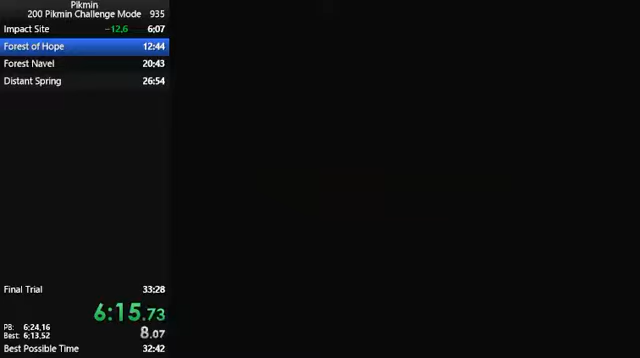 Pikmin
200 Pikmin Challenge Mode 935
Impact Site -12,6 6:07
Forest of Hope 12:44
Forest Navel 20:43
Distant Spring 26:54
Final Trial 33:28
6:15.73
PB: 6:24,16
Best: 6:13,52
8.07
Best Possible Time 32:42